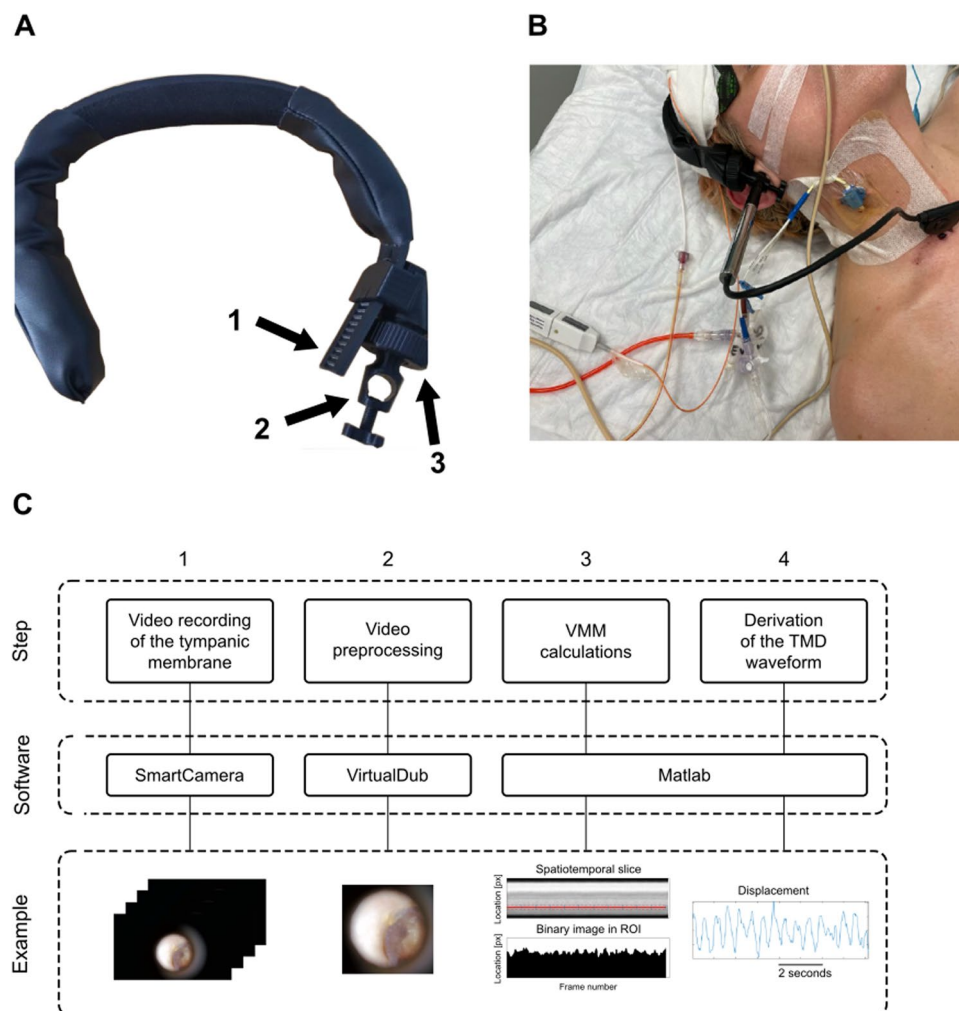 A
B
1
2
3
C
1
2
3
4
Step
Video recording
of the tympanic
membrane
Video
preprocessing
VMM
calculations
Derivation
of the TMD
waveform
Software
SmartCamera
VirtualDub
Matlab
Example
Spatiotemporal slice
Location [px]
Binary image in ROI
Location [px]
Frame number
Displacement
2 seconds